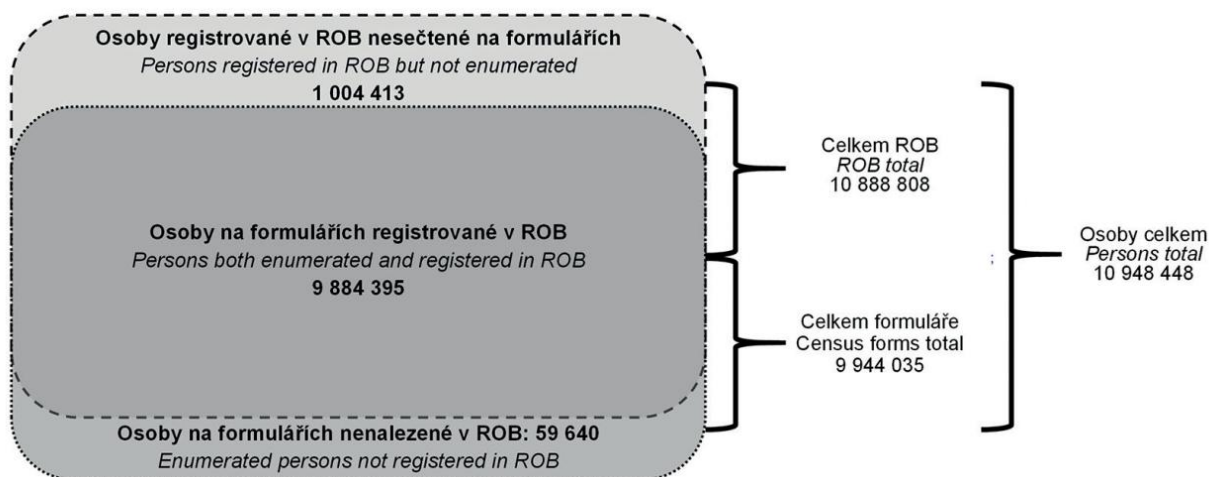 Osoby registrované v ROB nesečtené na formulářích
Persons registered in ROB but not enumerated
1 004 413
Osoby na formulářích registrované v ROB
Persons both enumerated and registered in ROB
9 884 395
Osoby na formulářích nenalezené v ROB: 59 640
Enumerated persons not registered in ROB
Celkem ROB
ROB total
10 888 808
Celkem formuláře
Census forms total
9 944 035
;
Osoby celkem
Persons total
10 948 448